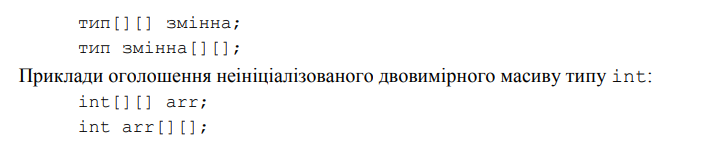 тип[][] змінна;
тип змінна[][];
Приклади оголошення неініціалізованого двовимірного масиву типу int:
int[][] arr;
int arr[][];